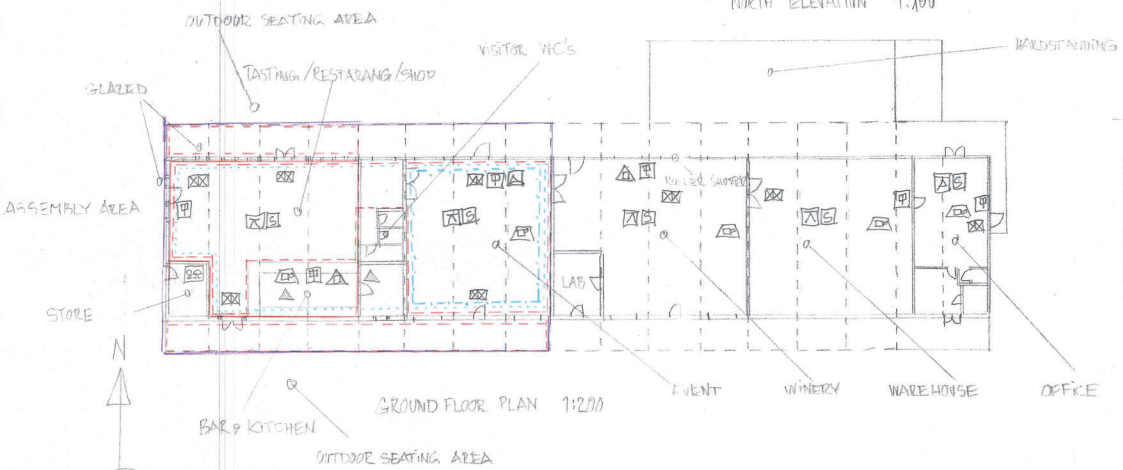 NORTH ELEVATION 1:100
OUTDOOR SEATING AREA
VISITOR WC's
HARDSTANDING
TASTING/RESTARANG/SHOP
GLAZED
ROLLER SHUTTER
ASSEMBLY AREA
LAB
STORE
N
EVENT
WINERY
WAREHOUSE
OFFICE
GROUND FLOOR PLAN 1:200
BAR & KITCHEN
OUTDOOR SEATING AREA